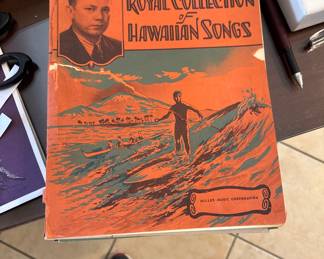 ROYAL COLLECTION
OF
HAWAIIAN SONGS
MILLER MUSIC CORPORATION